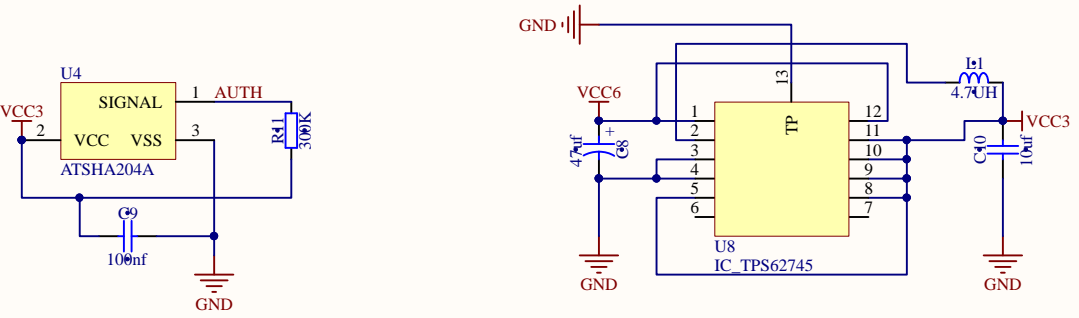 U4
SIGNAL
1
AUTH
VCC3
2
VCC
VSS
3
ATSHA204A
R11
300K
C9
100nf
GND
GND
13
TP
VCC6
1
2
3
4
5
6
12
11
10
9
8
7
47uf
+
C8
L1
4.7UH
VCC3
C10
10uf
U8
IC_TPS62745
GND
GND